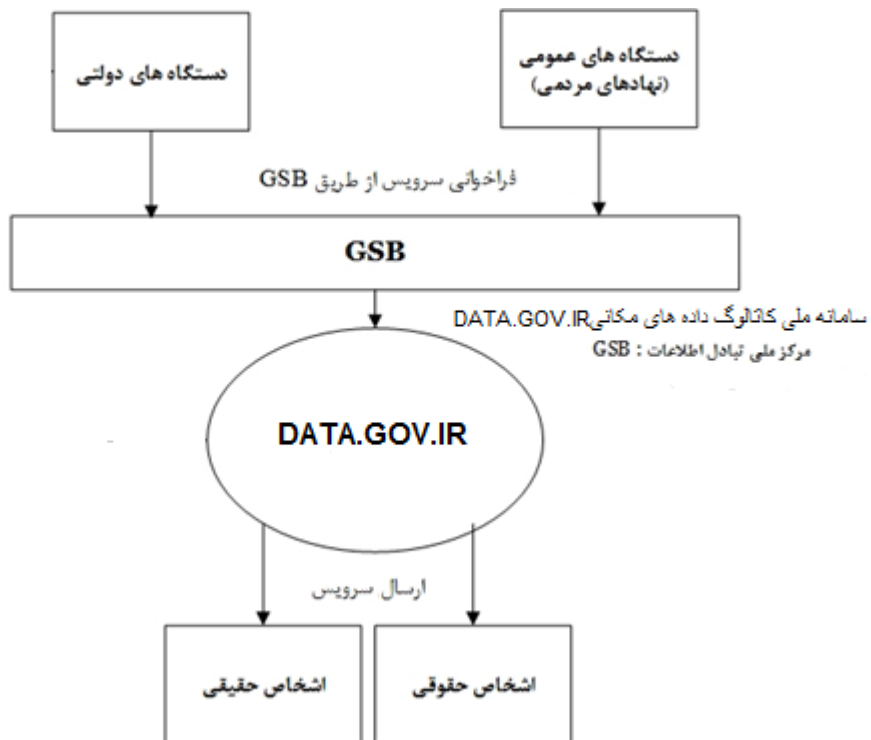 دستگاه های عمومی
(نهادهای مردمی)
دستگاه های دولتی
فراخوانی سرویس از طریق GSB
GSB
سامانه ملی کاتالوگ داده های مکانیDATA.GOV.IR
مرکز ملی تبادل اطلاعات : GSB
DATA.GOV.IR
ارسال سرویس
اشخاص حقوقی
اشخاص حقیقی